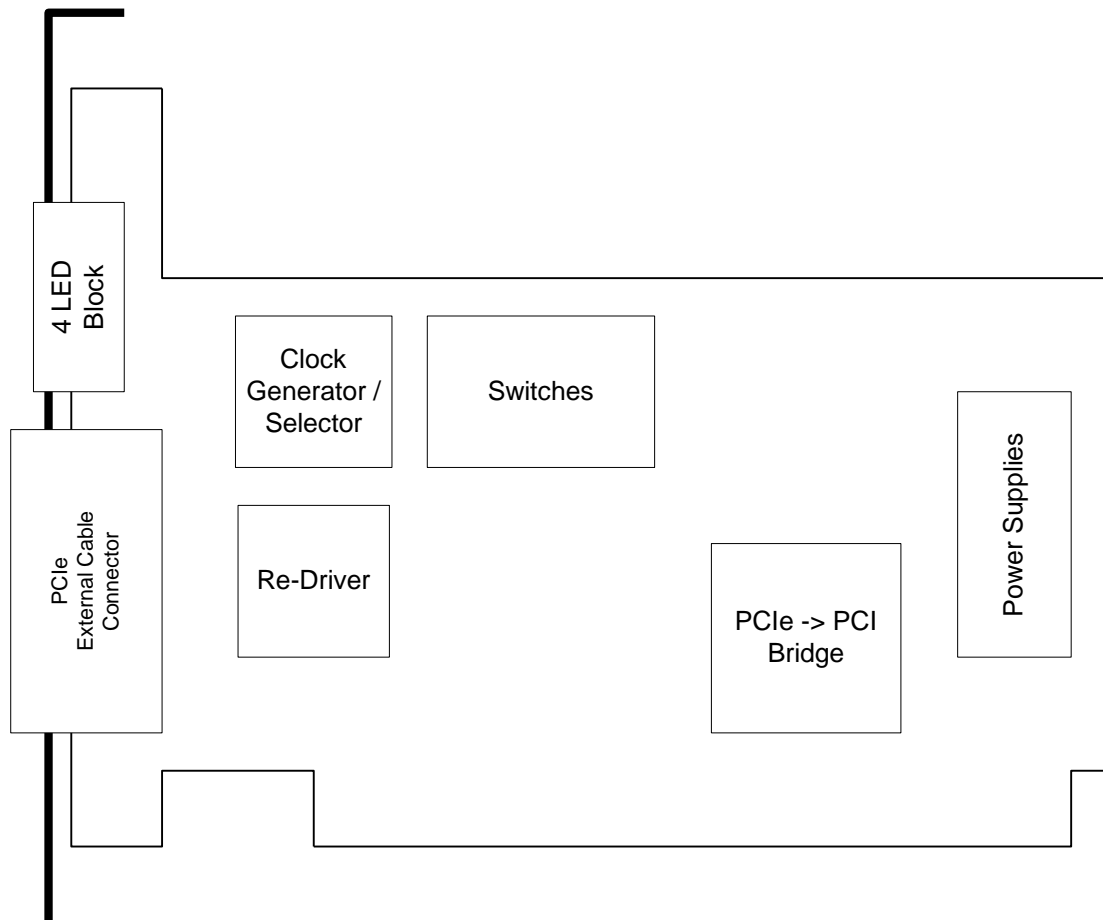 4 LED
Block
Clock
Generator /
Selector
Switches
Power Supplies
PCIe
External Cable
Connector
Re-Driver
PCIe -> PCI
Bridge